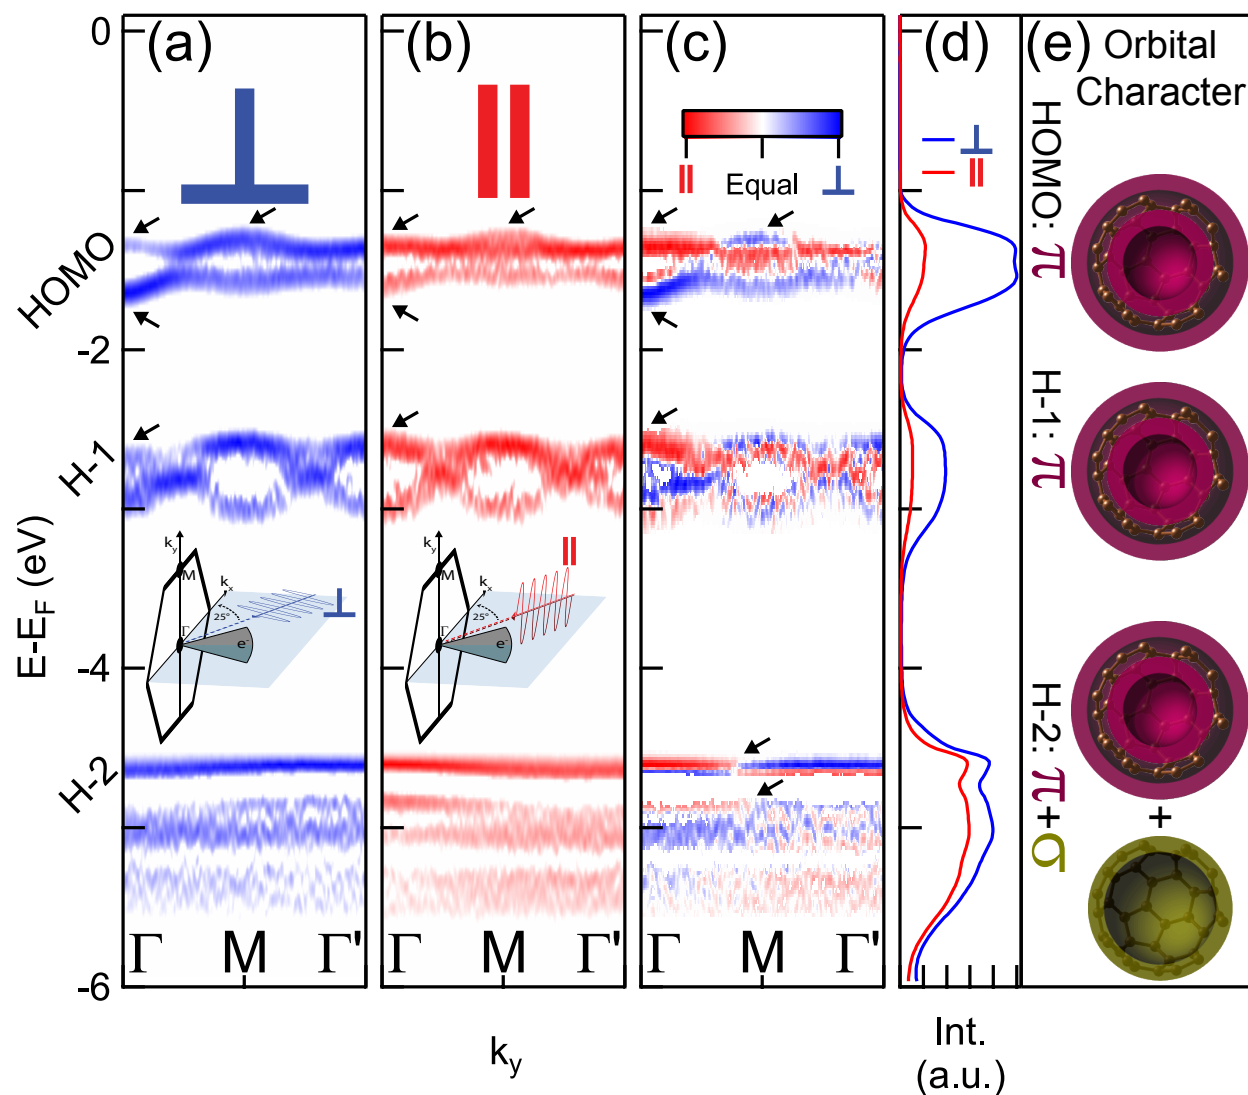 (a)
(b)
(c)
(d)
(e) Orbital
Character
0
-2
-4
-6
E-E_F (eV)
HOMO
H-1
H-2
⊥
||
|| Equal ⊥
⊥
||
k_y
M
k_x
25°
Γ
e⁻
⊥
k_y
M
k_x
25°
Γ
e⁻
||
Γ M Γ'
Γ M Γ'
Γ M Γ'
k_y
Int.
(a.u.)
HOMO: π
H-1: π
H-2: π+σ
+